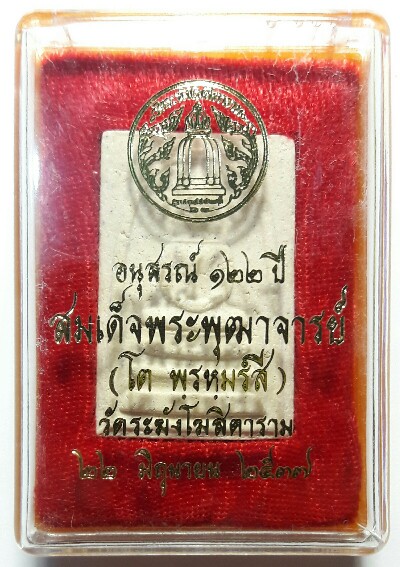 อนุสรณ์ ๑๒๒ ปี
สมเด็จพระพุฒาจารย์
(โต พรหมรํสี)
วัดระฆังโฆสิตาราม
๒๒ มิถุนายน ๒๕๓๗